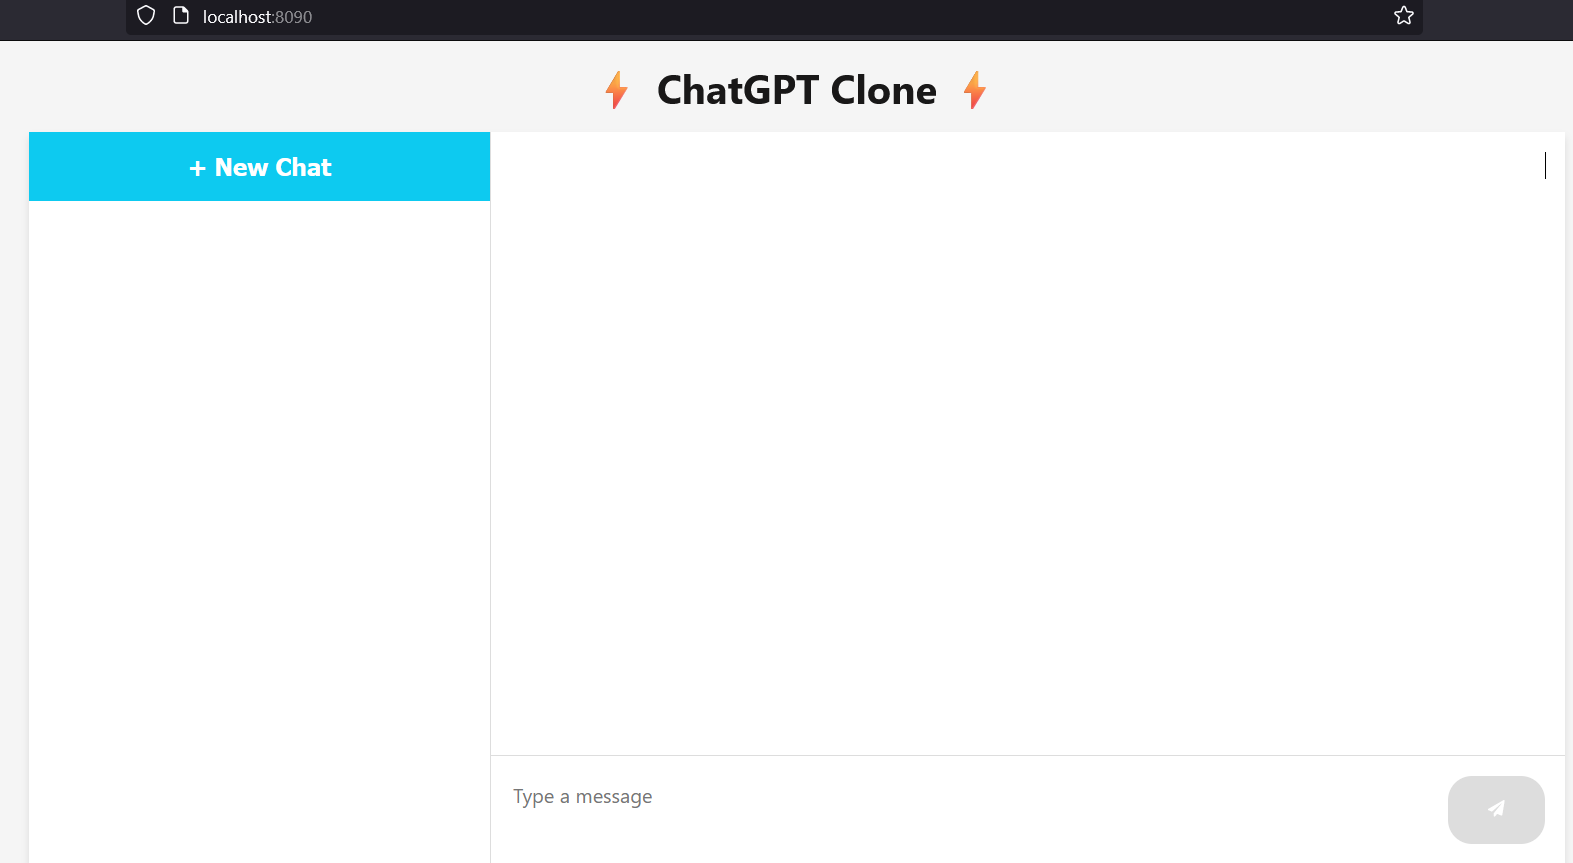 localhost:8090
⚡ ChatGPT Clone ⚡
+ New Chat
Type a message